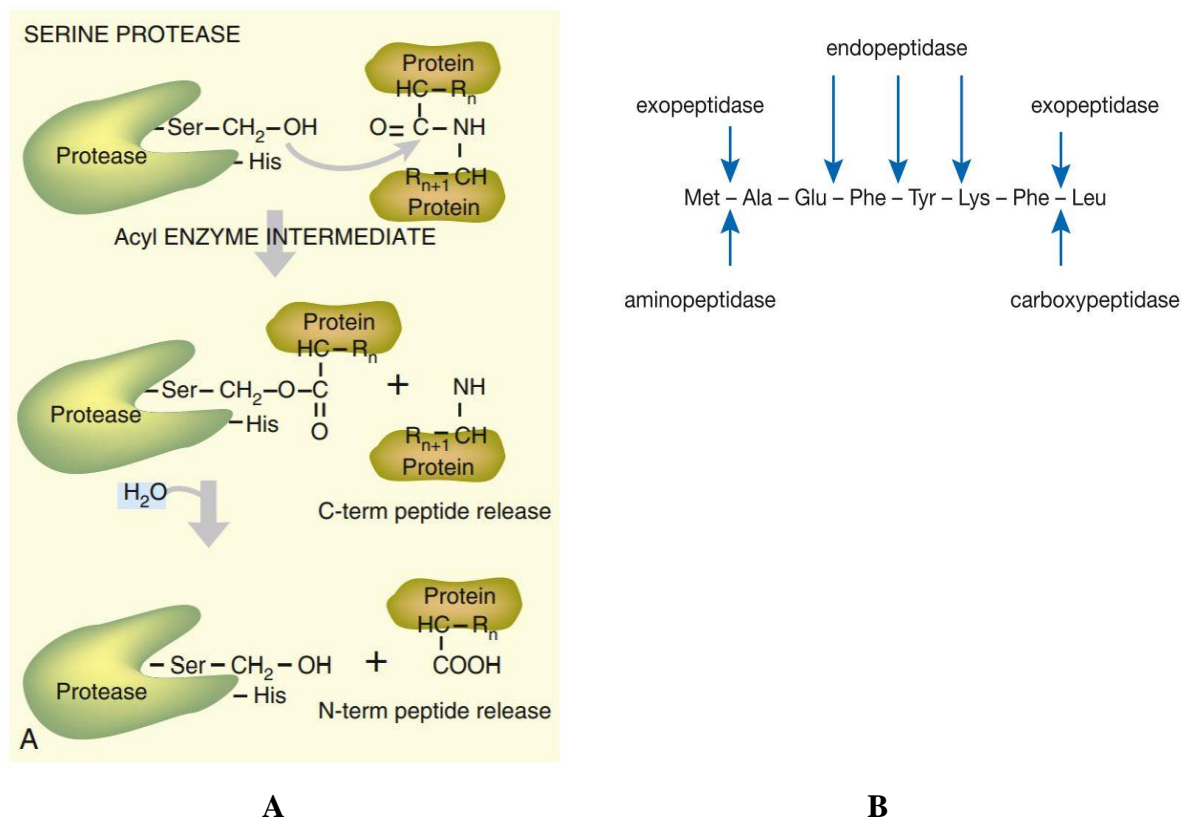 SERINE PROTEASE
Protein
HC – Rn
Protease
– Ser – CH2 – OH
– His
O = C – NH
Rn+1 – CH
Protein
Acyl ENZYME INTERMEDIATE
Protein
HC – Rn
Protease
– Ser – CH2 – O – C
– His
O
+
NH
Rn+1 – CH
Protein
H2O
C-term peptide release
Protein
HC – Rn
Protease
– Ser – CH2 – OH
– His
+
COOH
N-term peptide release
A
A
endopeptidase
exopeptidase
exopeptidase
Met – Ala – Glu – Phe – Tyr – Lys – Phe – Leu
aminopeptidase
carboxypeptidase
B